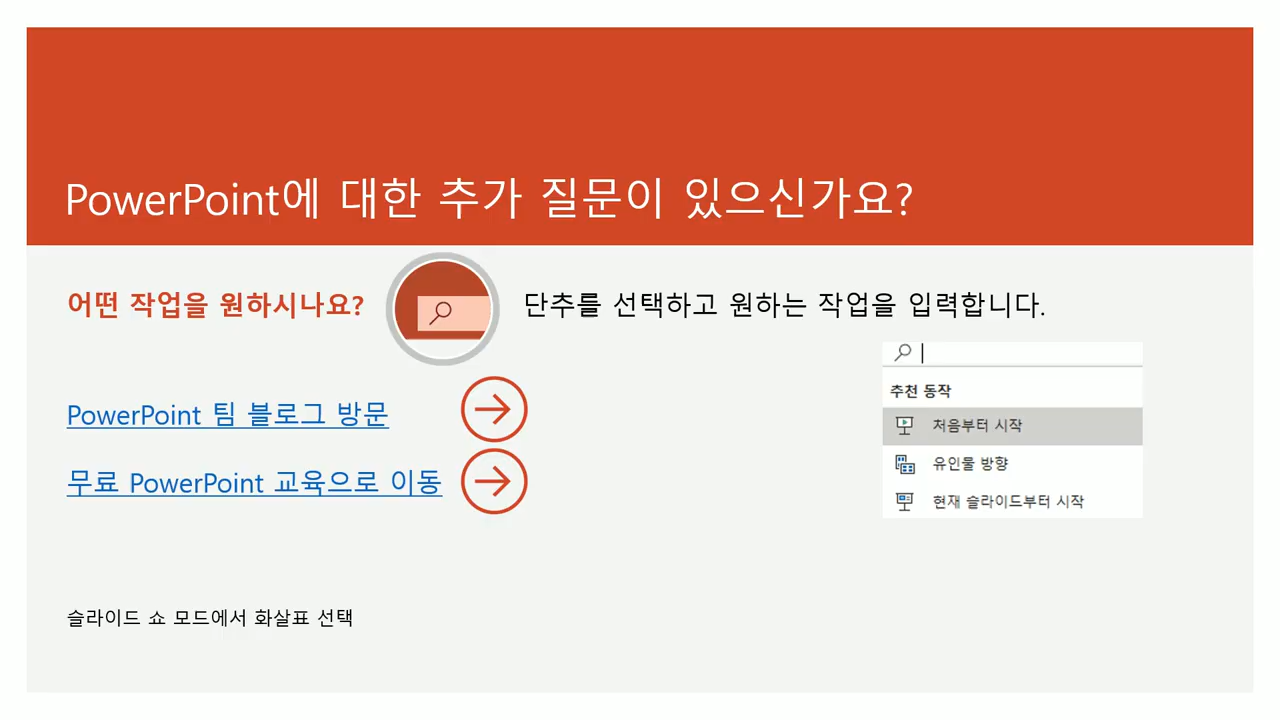 PowerPoint에 대한 추가 질문이 있으신가요?
어떤 작업을 원하시나요? 단추를 선택하고 원하는 작업을 입력합니다.
추천 동작
처음부터 시작
유인물 방향
현재 슬라이드부터 시작
PowerPoint 팀 블로그 방문
무료 PowerPoint 교육으로 이동
슬라이드 쇼 모드에서 화살표 선택